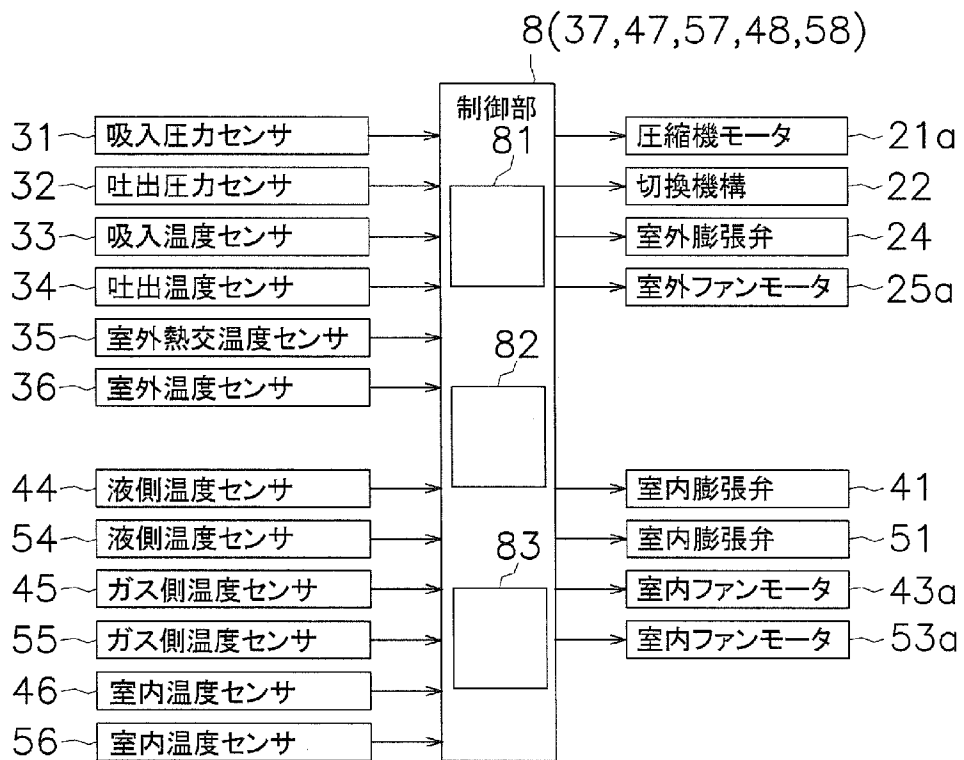 8(37,47,57,48,58)
制御部
31 吸入圧力センサ
32 吐出圧力センサ
33 吸入温度センサ
34 吐出温度センサ
35 室外熱交温度センサ
36 室外温度センサ
44 液側温度センサ
54 液側温度センサ
45 ガス側温度センサ
55 ガス側温度センサ
46 室内温度センサ
56 室内温度センサ
81
82
83
圧縮機モータ 21a
切換機構 22
室外膨張弁 24
室外ファンモータ 25a
室内膨張弁 41
室内膨張弁 51
室内ファンモータ 43a
室内ファンモータ 53a